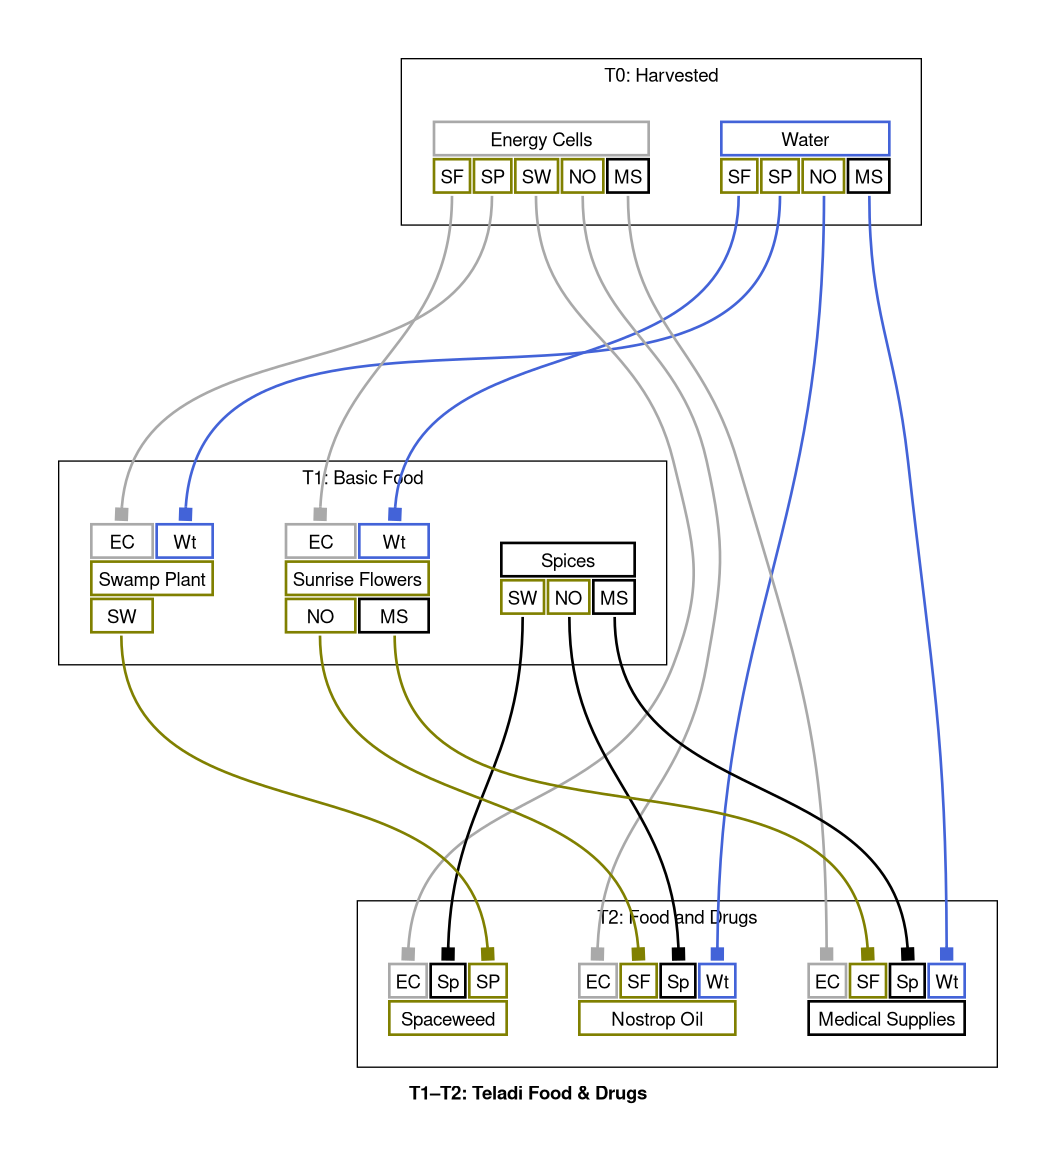 T0: Harvested
Energy Cells
SF SP SW NO MS
Water
SF SP NO MS
T1: Basic Food
EC Wt
Swamp Plant
SW
EC Wt
Sunrise Flowers
NO MS
Spices
SW NO MS
T2: Food and Drugs
EC Sp SP
Spaceweed
EC SF Sp Wt
Nostrop Oil
EC SF Sp Wt
Medical Supplies
T1–T2: Teladi Food & Drugs